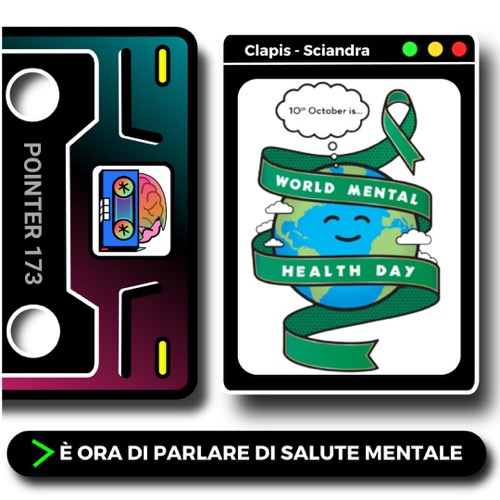 POINTER 173
Clapis - Sciandra
10th October is...
WORLD MENTAL
HEALTH DAY
> È ORA DI PARLARE DI SALUTE MENTALE